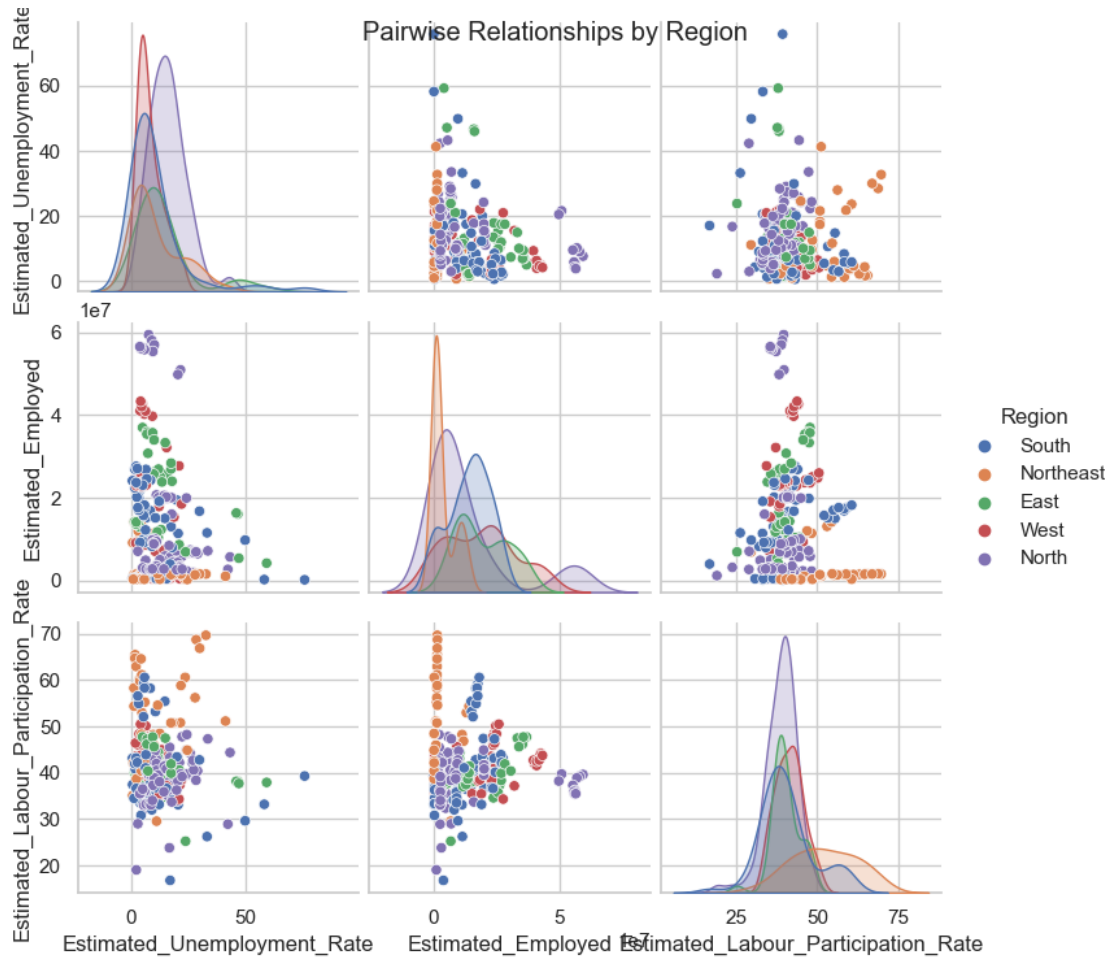 Pairwise Relationships by Region
Estimated_Unemployment_Rate
60
40
20
0
1e7
Estimated_Employed
6
4
2
0
Estimated_Labour_Participation_Rate
70
60
50
40
30
20
0
50
0
5
25
50
75
1e7
Estimated_Unemployment_Rate
Estimated_Employed
Estimated_Labour_Participation_Rate
Region
South
Northeast
East
West
North